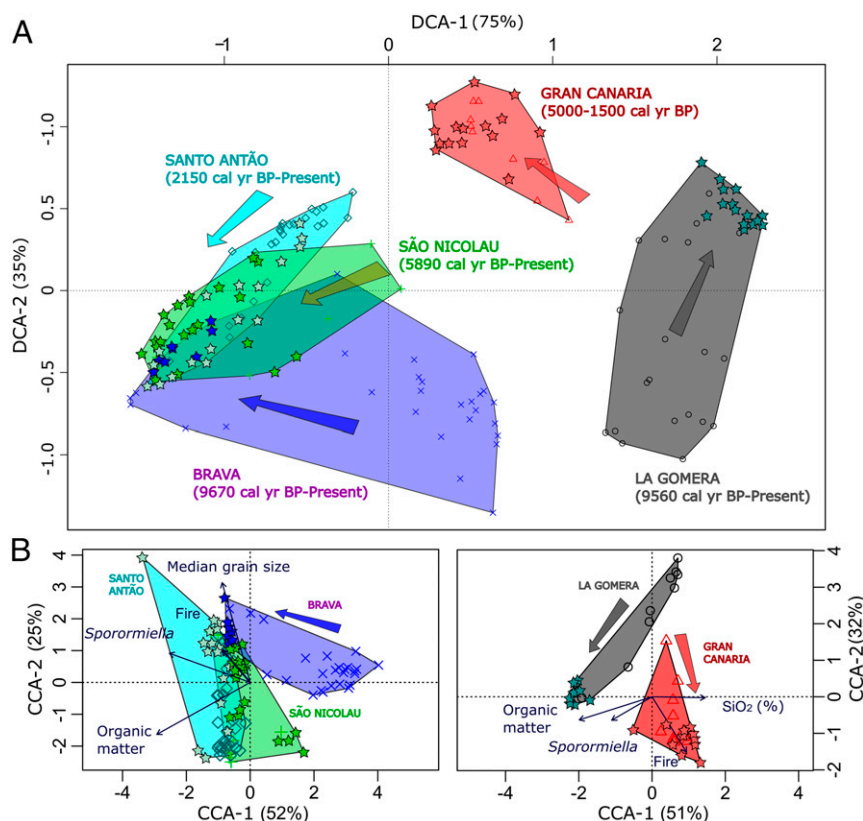 A
DCA-1 (75%)
−1
0
1
2
DCA-2 (35%)
-1.0
0.5
0
-0.5
-1.0
GRAN CANARIA
(5000-1500 cal yr BP)
SANTO ANTÃO
(2150 cal yr BP-Present)
SÃO NICOLAU
(5890 cal yr BP-Present)
BRAVA
(9670 cal yr BP-Present)
LA GOMERA
(9560 cal yr BP-Present)
B
CCA-2 (25%)
4
3
2
1
0
-1
-2
SANTO
ANTÃO
Median grain size
Fire
BRAVA
Sporormiella
Organic
matter
SÃO NICOLAU
-4
-2
0
2
4
CCA-1 (52%)
LA GOMERA
GRAN
CANARIA
SiO2 (%)
Organic
matter
Sporormiella
Fire
4
3
2
1
0
-1
-2
CCA-2 (32%)
-4
-2
0
2
4
CCA-1 (51%)